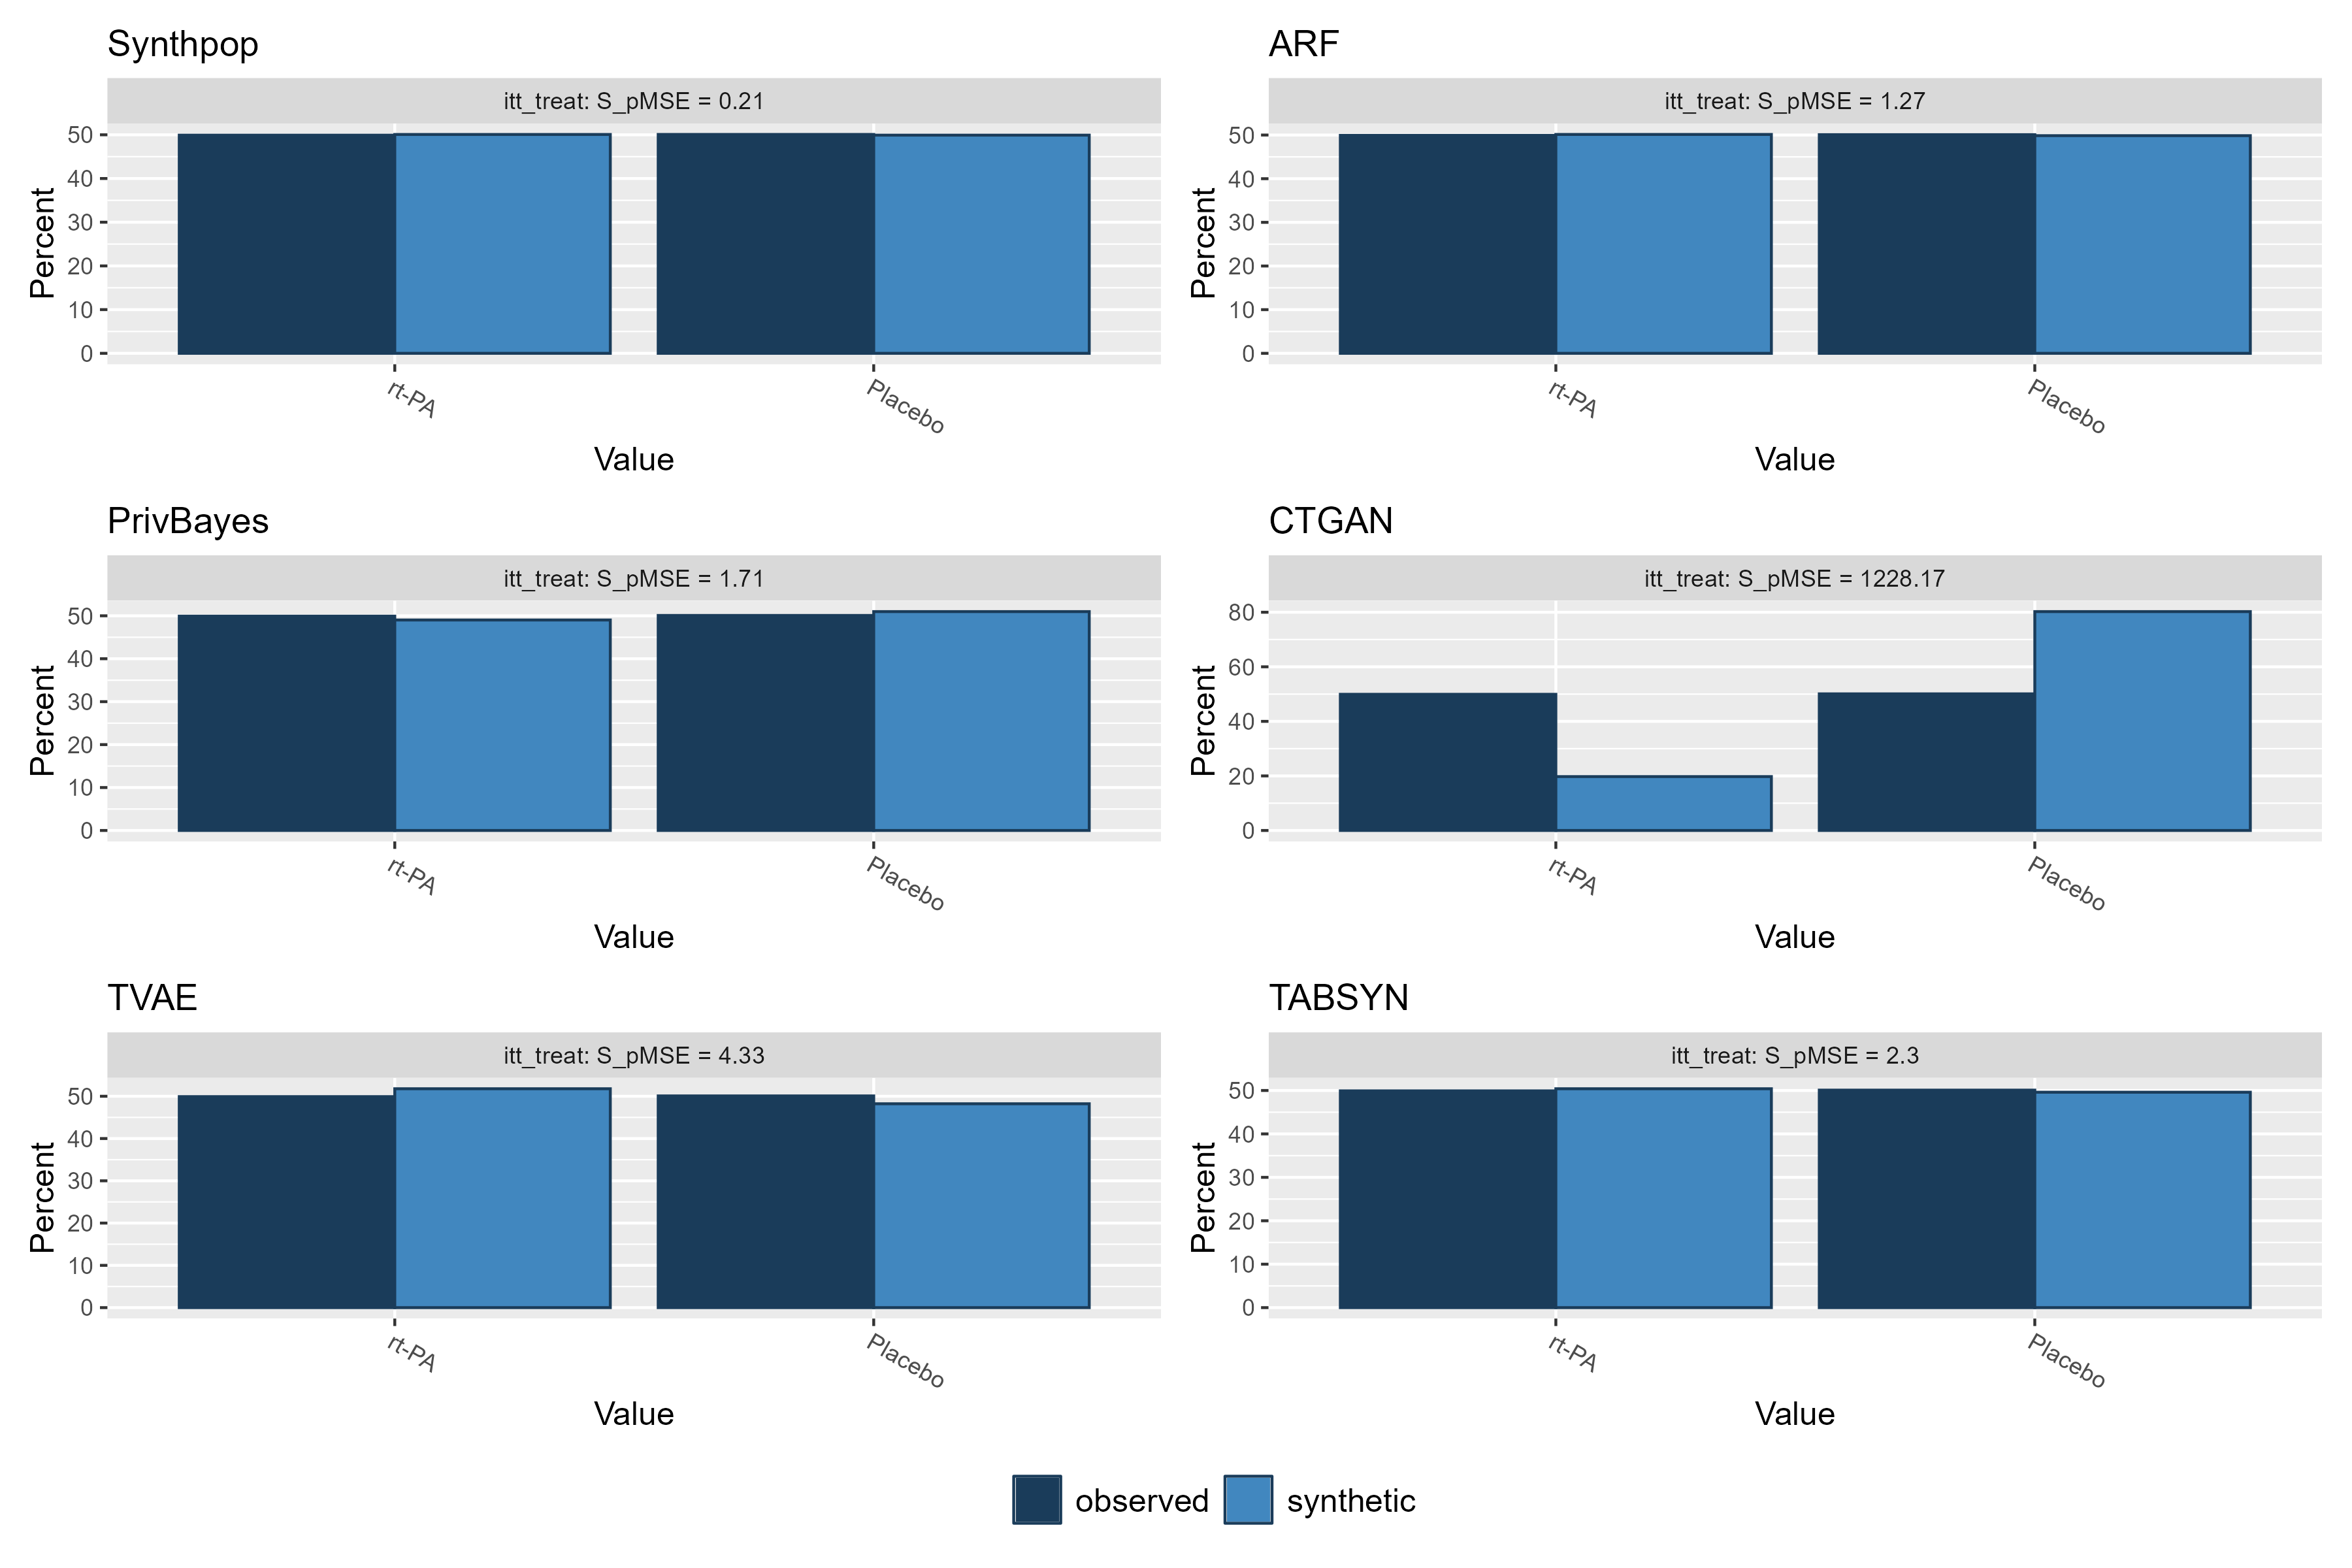 Synthpop
itt_treat: S_pMSE = 0.21
50
40
30
20
10
0
Percent
rt-PA
Placebo
Value
ARF
itt_treat: S_pMSE = 1.27
50
40
30
20
10
0
Percent
rt-PA
Placebo
Value
PrivBayes
itt_treat: S_pMSE = 1.71
50
40
30
20
10
0
Percent
rt-PA
Placebo
Value
CTGAN
itt_treat: S_pMSE = 1228.17
80
60
40
20
0
Percent
rt-PA
Placebo
Value
TVAE
itt_treat: S_pMSE = 4.33
50
40
30
20
10
0
Percent
rt-PA
Placebo
Value
TABSYN
itt_treat: S_pMSE = 2.3
50
40
30
20
10
0
Percent
rt-PA
Placebo
Value
observed
synthetic